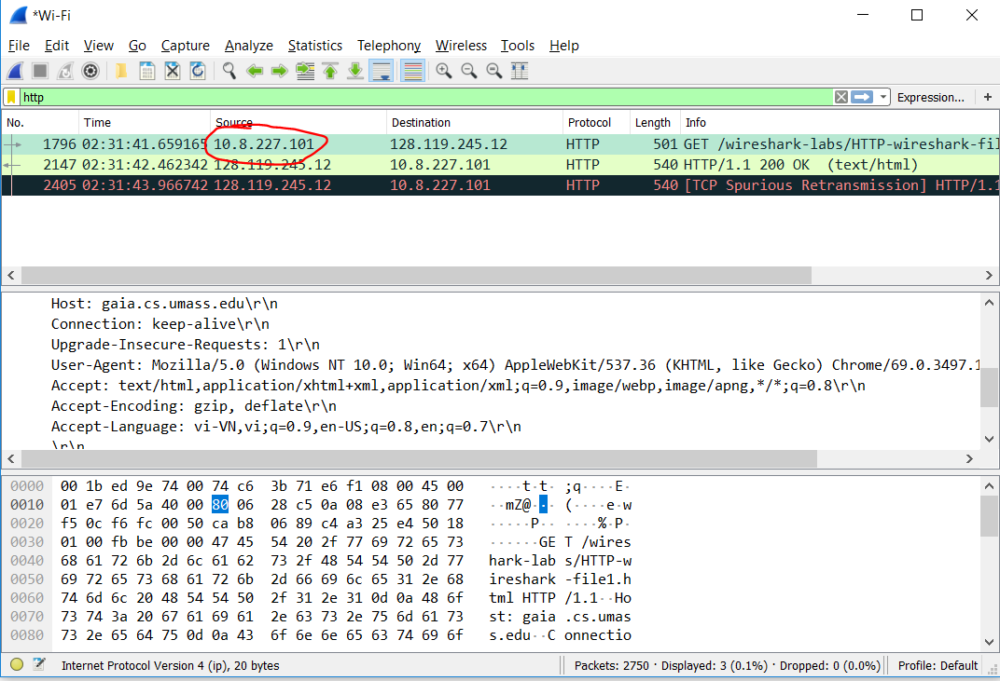 *Wi-Fi
File Edit View Go Capture Analyze Statistics Telephony Wireless Tools Help
http Expression... +
No. Time Source Destination Protocol Length Info
1796 02:31:41.659165 10.8.227.101 128.119.245.12 HTTP 501 GET /wireshark-labs/HTTP-wireshark-fil
2147 02:31:42.462342 128.119.245.12 10.8.227.101 HTTP 540 HTTP/1.1 200 OK (text/html)
2405 02:31:43.966742 128.119.245.12 10.8.227.101 HTTP 540 [TCP Spurious Retransmission] HTTP/1.1
Host: gaia.cs.umass.edu\r\n
Connection: keep-alive\r\n
Upgrade-Insecure-Requests: 1\r\n
User-Agent: Mozilla/5.0 (Windows NT 10.0; Win64; x64) AppleWebKit/537.36 (KHTML, like Gecko) Chrome/69.0.3497.1
Accept: text/html,application/xhtml+xml,application/xml;q=0.9,image/webp,image/apng,*/*;q=0.8\r\n
Accept-Encoding: gzip, deflate\r\n
Accept-Language: vi-VN,vi;q=0.9,en-US;q=0.8,en;q=0.7\r\n
\r\n
0000 00 1b ed 9e 74 00 74 c6 3b 71 e6 f1 08 00 45 00 ····t·t· ;q····E·
0010 01 e7 6d 5a 40 00 80 06 28 c5 0a 08 e3 65 80 77 ··mZ@··· (····e·w
0020 f5 0c f6 fc 00 50 ca b8 06 89 c4 a3 25 e4 50 18 ·····P·· ····%·P·
0030 01 00 fb be 00 00 47 45 54 20 2f 77 69 72 65 73 ······GE T /wires
0040 68 61 72 6b 2d 6c 61 62 73 2f 48 54 54 50 2d 77 hark-lab s/HTTP-w
0050 69 72 65 73 68 61 72 6b 2d 66 69 6c 65 31 2e 68 ireshark -file1.h
0060 74 6d 6c 20 48 54 54 50 2f 31 2e 31 0d 0a 48 6f tml HTTP /1.1··Ho
0070 73 74 3a 20 67 61 69 61 2e 63 73 2e 75 6d 61 73 st: gaia .cs.umas
0080 73 2e 65 64 75 0d 0a 43 6f 6e 6e 65 63 74 69 6f s.edu··C onnectio
Internet Protocol Version 4 (ip), 20 bytes Packets: 2750 · Displayed: 3 (0.1%) · Dropped: 0 (0.0%) Profile: Default